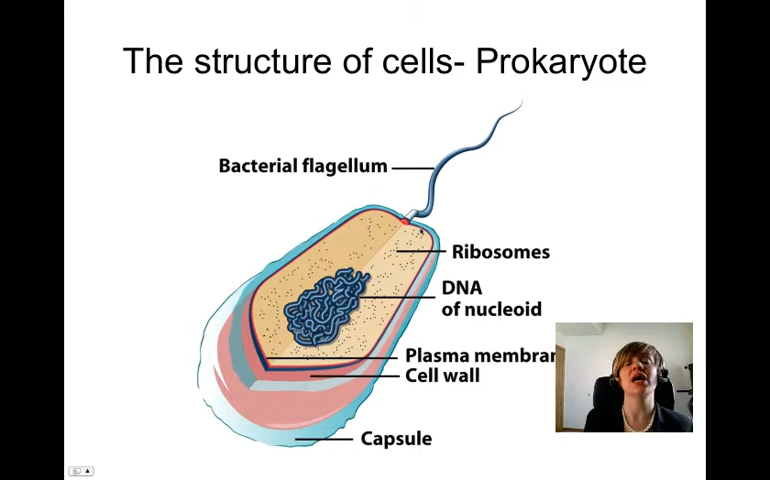 The structure of cells- Prokaryote
Bacterial flagellum
Ribosomes
DNA
of nucleoid
Plasma membran
Cell wall
Capsule